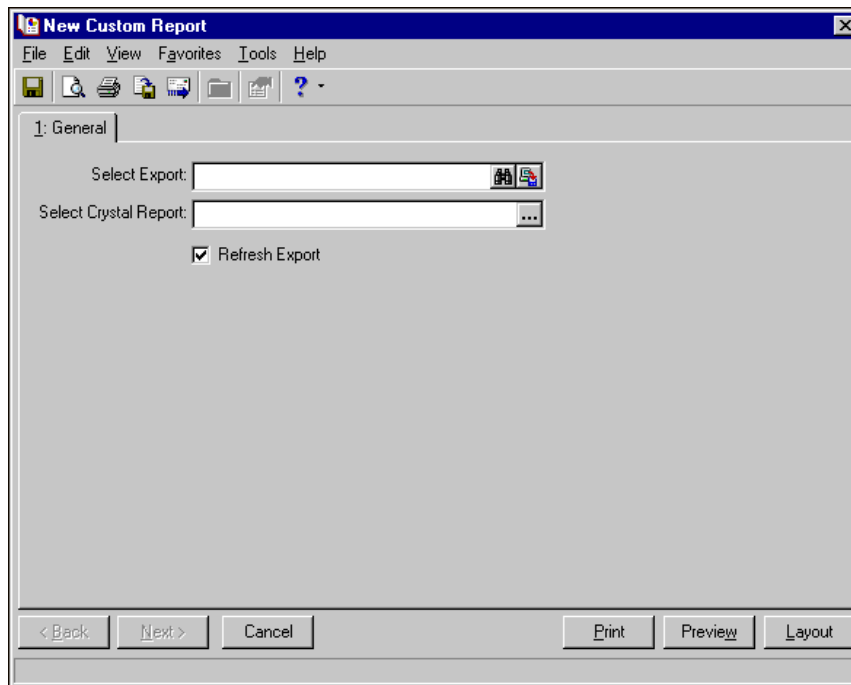 New Custom Report
File Edit View Favorites Tools Help
1: General
Select Export:
Select Crystal Report:
...
Refresh Export
< Back Next > Cancel Print Preview Layout